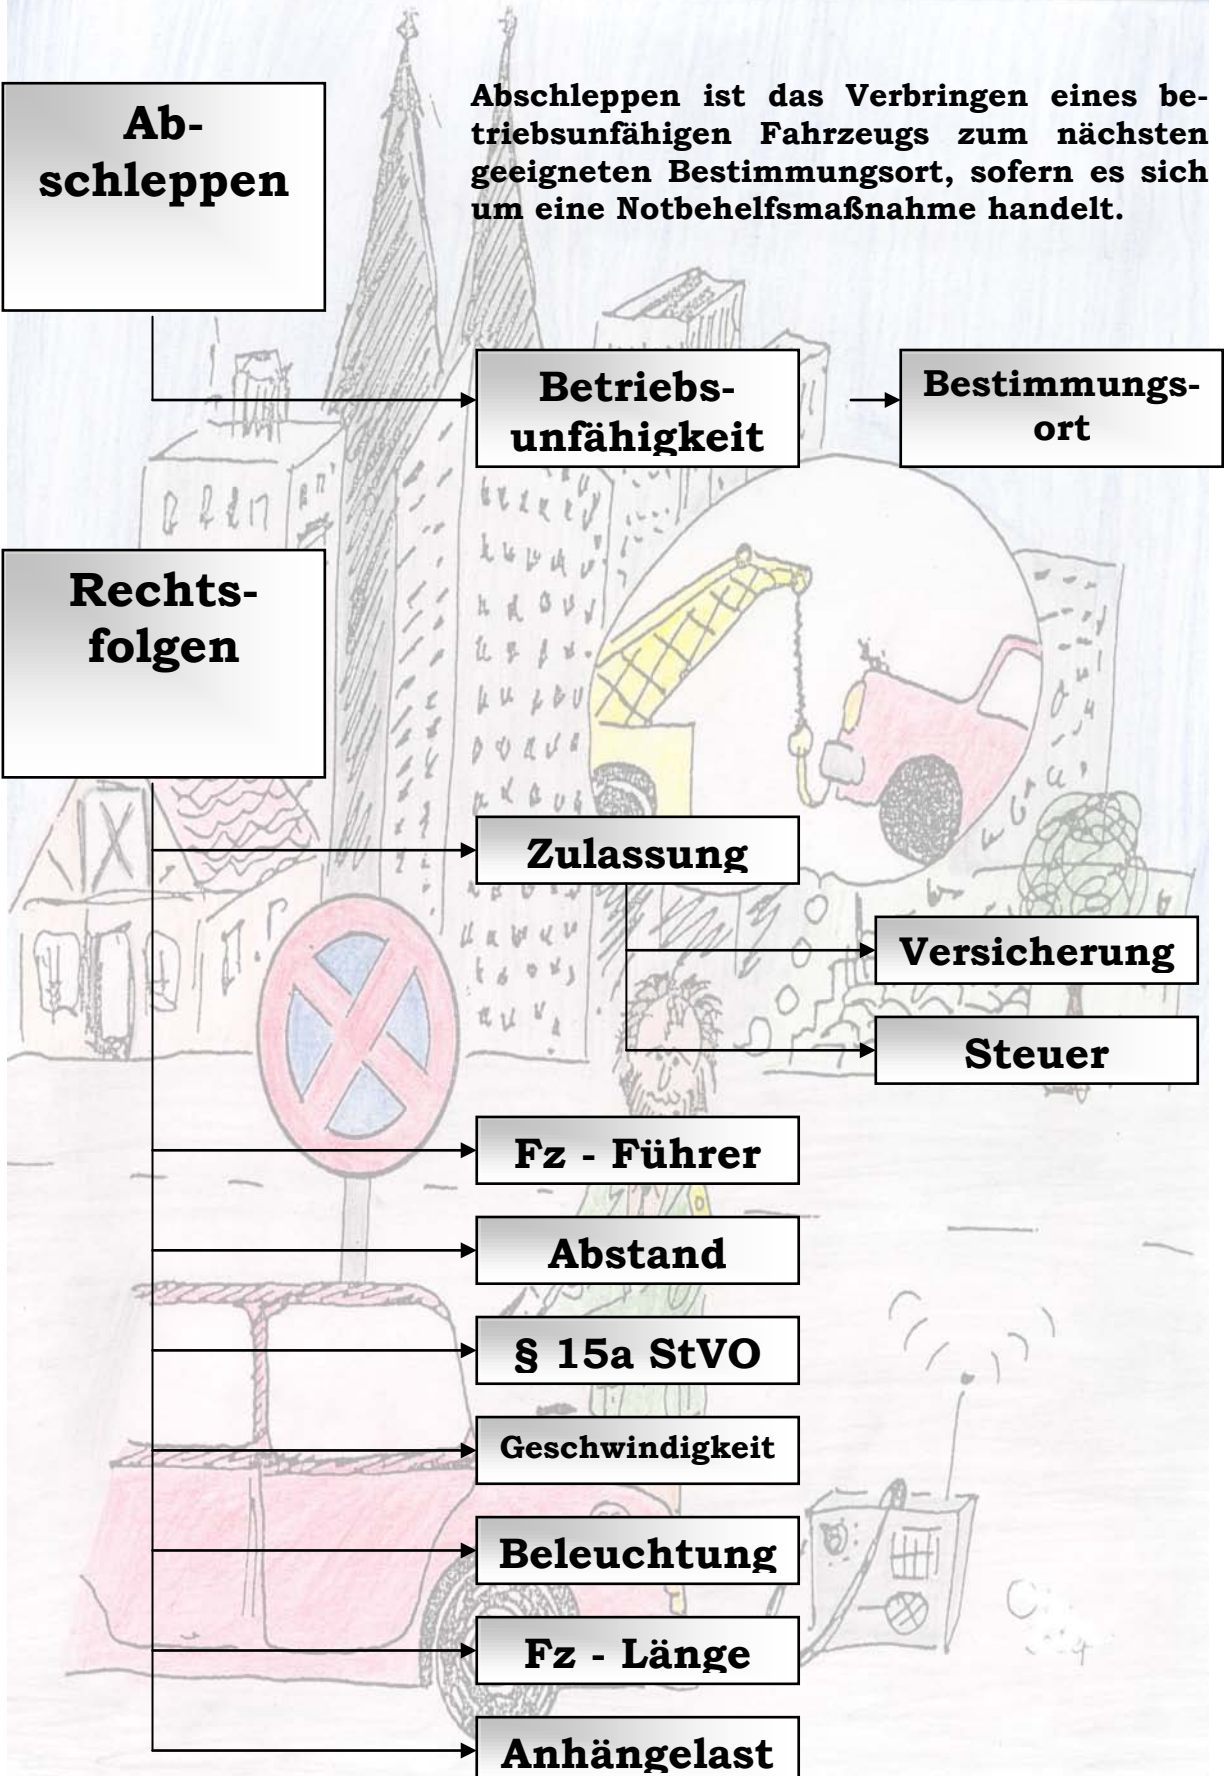 Ab-
schleppen
Abschleppen ist das Verbringen eines be-
triebsunfähigen Fahrzeugs zum nächsten
geeigneten Bestimmungsort, sofern es sich
um eine Notbehelfsmaßnahme handelt.
Betriebs-
unfähigkeit
Bestimmungs-
ort
Rechts-
folgen
Zulassung
Versicherung
Steuer
Fz - Führer
Abstand
§ 15a StVO
Geschwindigkeit
Beleuchtung
Fz - Länge
Anhängelast